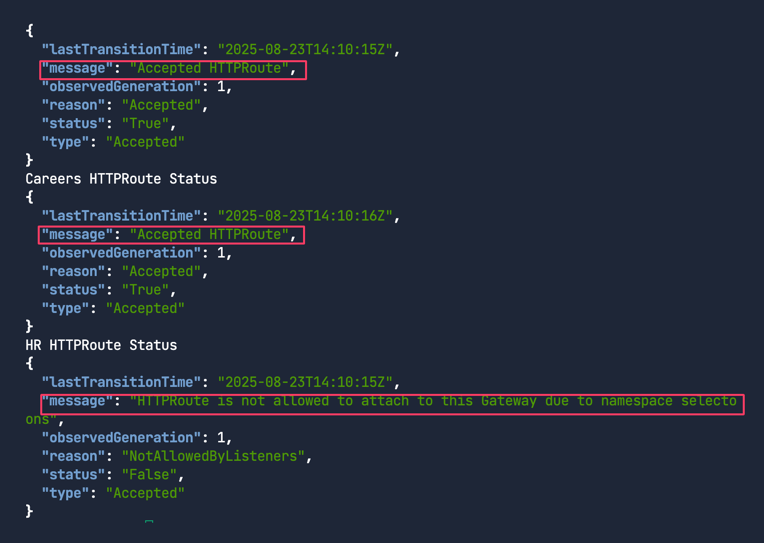 {
  "lastTransitionTime": "2025-08-23T14:10:15Z",
  "message": "Accepted HTTPRoute",
  "observedGeneration": 1,
  "reason": "Accepted",
  "status": "True",
  "type": "Accepted"
}
Careers HTTPRoute Status
{
  "lastTransitionTime": "2025-08-23T14:10:16Z",
  "message": "Accepted HTTPRoute",
  "observedGeneration": 1,
  "reason": "Accepted",
  "status": "True",
  "type": "Accepted"
}
HR HTTPRoute Status
{
  "lastTransitionTime": "2025-08-23T14:10:15Z",
  "message": "HTTPRoute is not allowed to attach to this Gateway due to namespace selecto
ons",
  "observedGeneration": 1,
  "reason": "NotAllowedByListeners",
  "status": "False",
  "type": "Accepted"
}